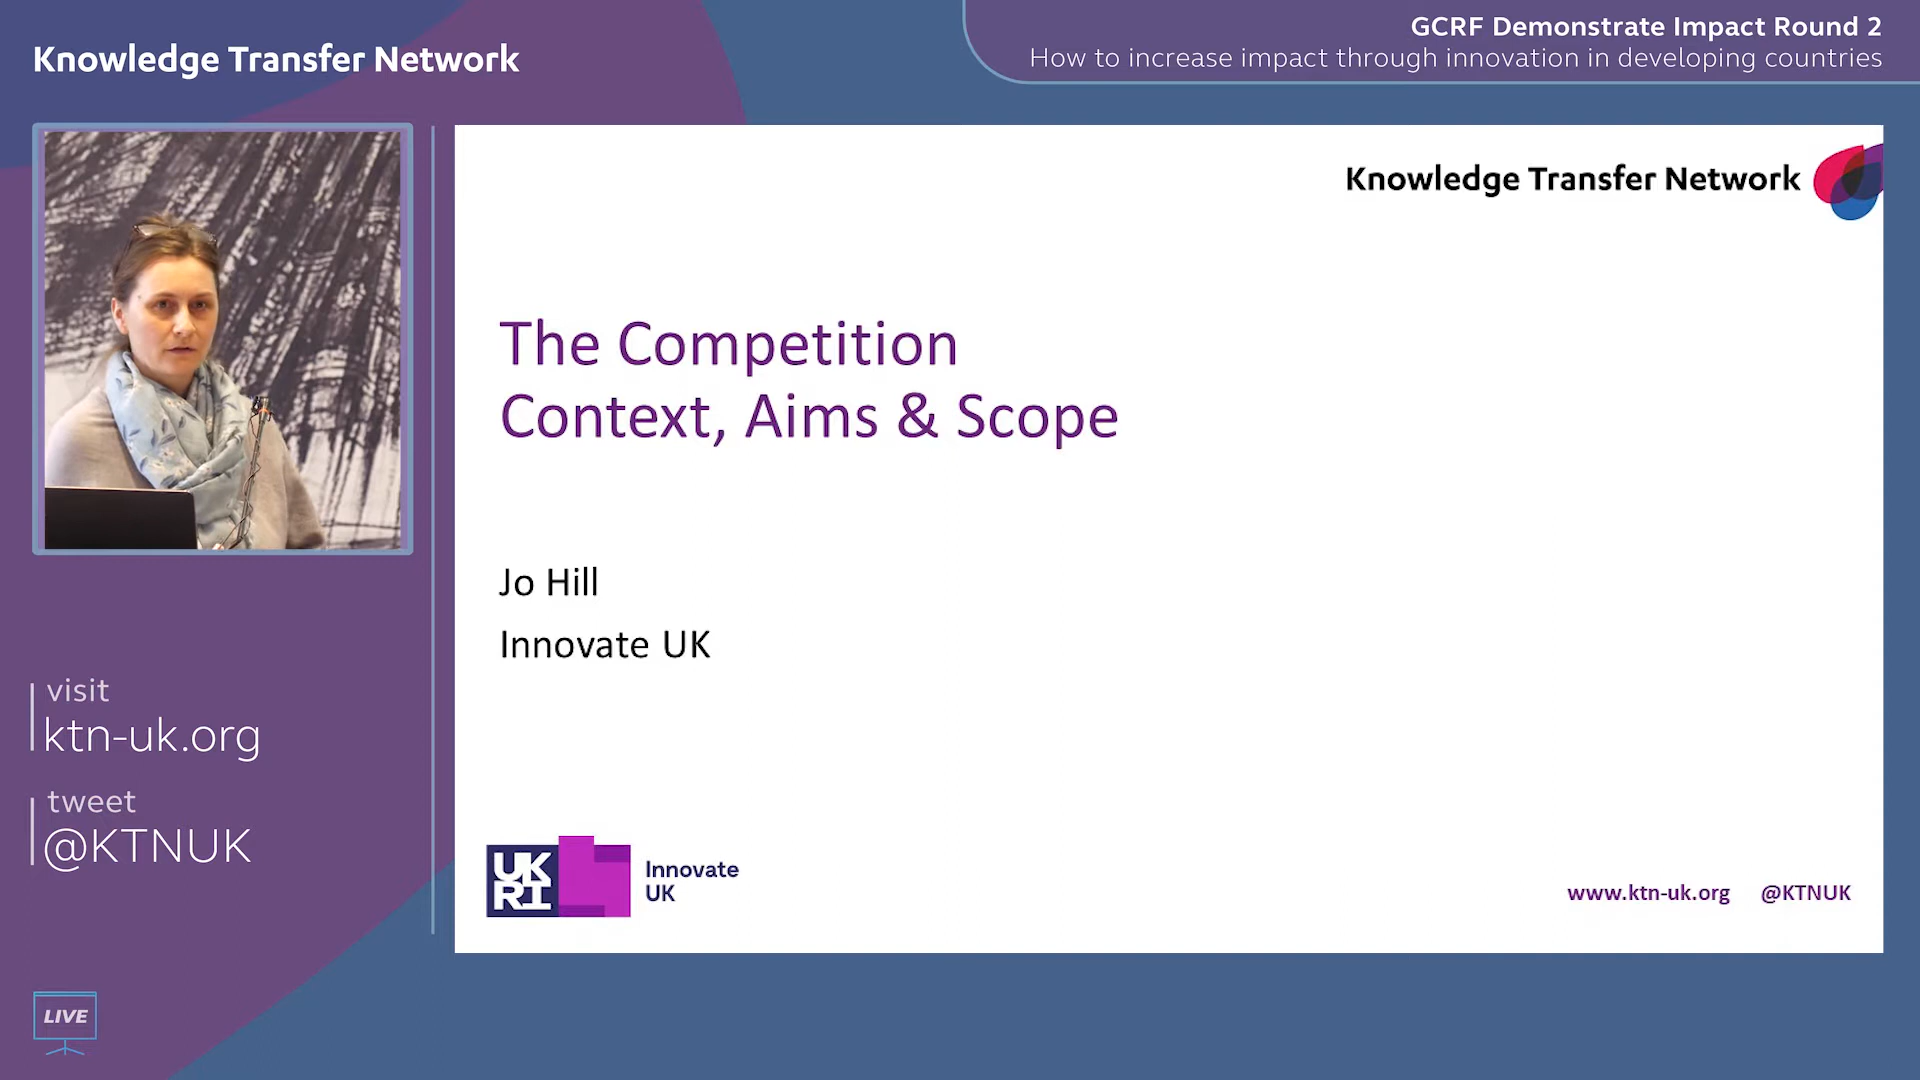 Knowledge Transfer Network
GCRF Demonstrate Impact Round 2
How to increase impact through innovation in developing countries
Knowledge Transfer Network
The Competition
Context, Aims & Scope
Jo Hill
Innovate UK
visit
ktn-uk.org
tweet
@KTNUK
UK
RI
Innovate
UK
www.ktn-uk.org @KTNUK
LIVE